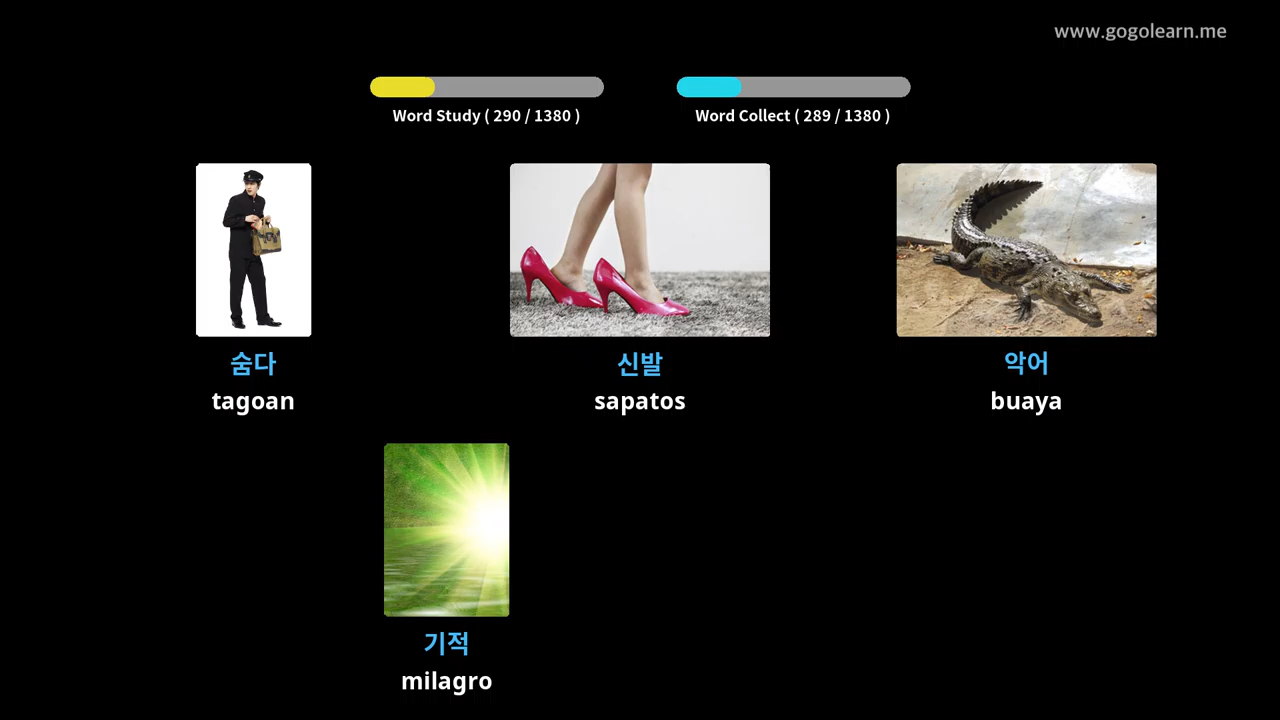 www.gogolearn.me
Word Study ( 290 / 1380 )
Word Collect ( 289 / 1380 )
숨다
tagoan
신발
sapatos
악어
buaya
기적
milagro